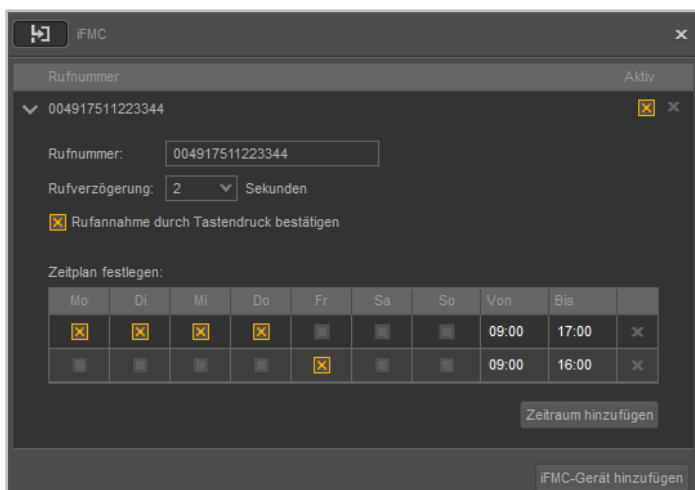 iFMC
Rufnummer Aktiv
004917511223344
Rufnummer: 004917511223344
Rufverzögerung: 2 Sekunden
Rufannahme durch Tastendruck bestätigen
Zeitplan festlegen:
Mo Di Mi Do Fr Sa So Von Bis
09:00 17:00
09:00 16:00
Zeitraum hinzufügen
iFMC-Gerät hinzufügen